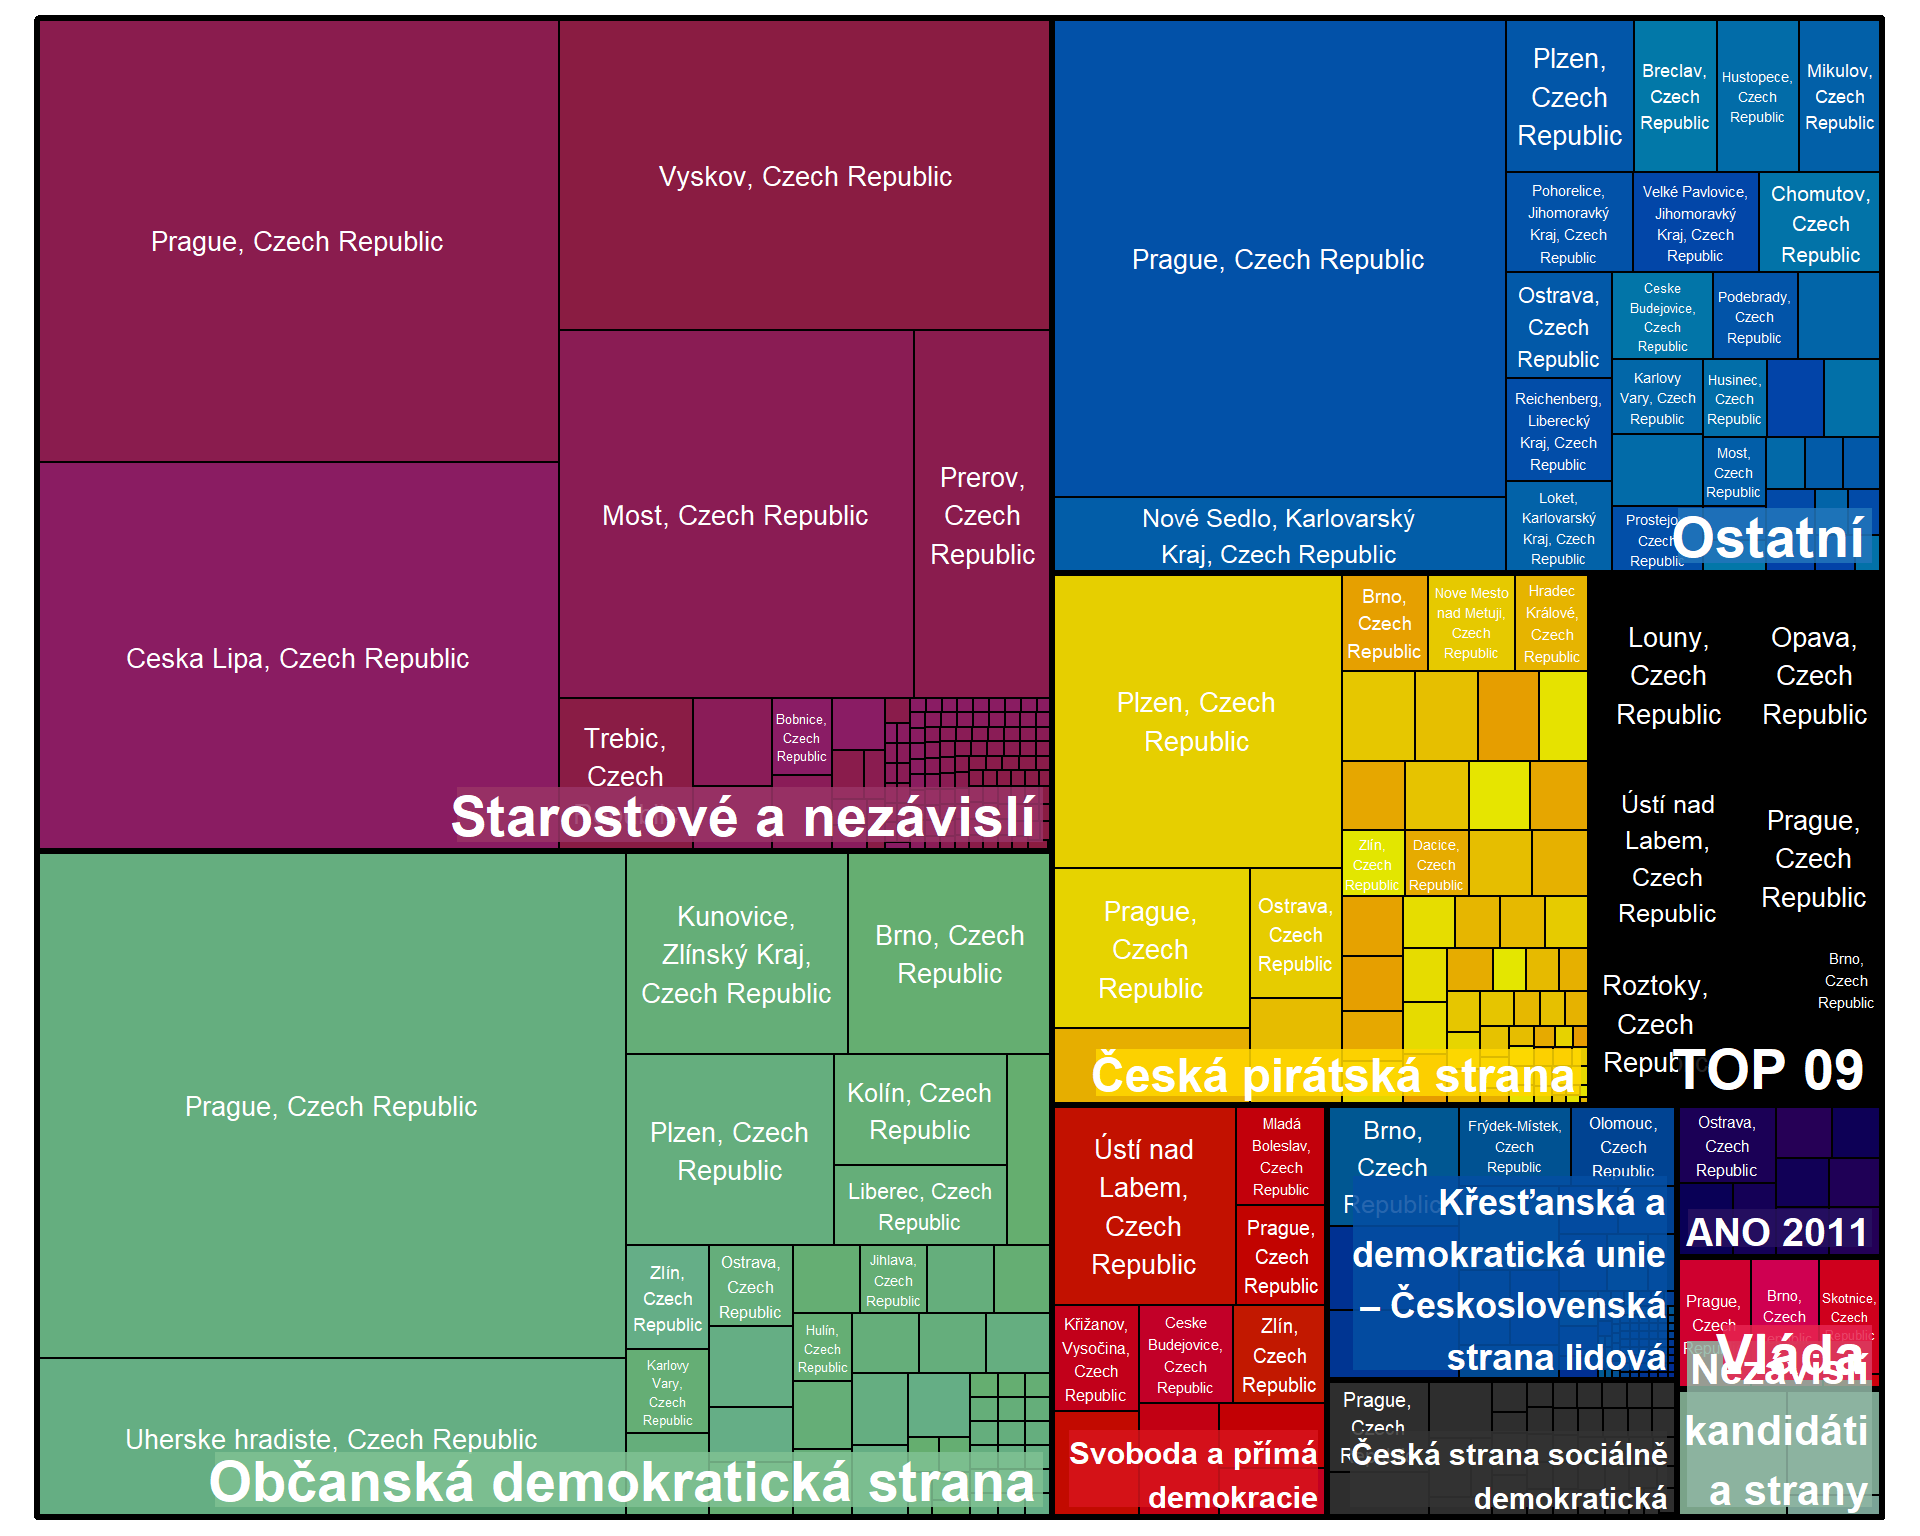 Prague, Czech Republic
Vyskov, Czech Republic
Ceska Lipa, Czech Republic
Most, Czech Republic
Prerov,
Czech
Republic
Trebic,
Czech
Bobnice,
Czech
Republic
Starostové a nezávislí
Prague, Czech Republic
Nové Sedlo, Karlovarský
Kraj, Czech Republic
Plzen,
Czech
Republic
Breclav,
Czech
Republic
Hustopece,
Czech
Republic
Mikulov,
Czech
Republic
Pohorelice,
Jihomoravký
Kraj, Czech
Republic
Velké Pavlovice,
Jihomoravký
Kraj, Czech
Republic
Chomutov,
Czech
Republic
Ostrava,
Czech
Republic
Ceske
Budejovice,
Czech
Republic
Podebrady,
Czech
Republic
Reichenberg,
Liberecký
Kraj, Czech
Republic
Karlovy
Vary, Czech
Republic
Husinec,
Czech
Republic
Most,
Czech
Republic
Loket,
Karlovarský
Kraj, Czech
Republic
Czech
Ostatní
Prague, Czech Republic
Uherske hradiste, Czech Republic
Kunovice,
Zlínský Kraj,
Czech Republic
Brno, Czech
Republic
Plzen, Czech
Republic
Kolín, Czech
Republic
Liberec, Czech
Republic
Zlín,
Czech
Republic
Ostrava,
Czech
Republic
Jihlava,
Czech
Republic
Hulín,
Czech
Republic
Karlovy
Vary,
Czech
Republic
Občanská demokratická strana
Plzen, Czech
Republic
Brno,
Czech
Republic
Nove Mesto
nad Metuji,
Czech
Republic
Hradec
Králové,
Czech
Republic
Zlín,
Czech
Republic
Dacice,
Czech
Republic
Prague,
Czech
Republic
Ostrava,
Czech
Republic
Česká pirátská strana
Louny,
Czech
Republic
Opava,
Czech
Republic
Ústí nad
Labem,
Czech
Republic
Prague,
Czech
Republic
Roztoky,
Czech
Brno,
Czech
Republic
TOP 09
Ústí nad
Labem,
Czech
Republic
Mladá
Boleslav,
Czech
Republic
Prague,
Czech
Republic
Křižanov,
Vysočina,
Czech
Republic
Ceske
Budejovice,
Czech
Republic
Zlín,
Czech
Republic
Svoboda a přímá
demokracie
Brno,
Czech
Republic
Frýdek-Místek,
Czech
Republic
Olomouc,
Czech
Republic
Křesťanská a
demokratická unie
– Československá
strana lidová
Prague,
Czech
Česká strana sociálně
demokratická
Ostrava,
Czech
Republic
ANO 2011
Prague,
Czech
Brno,
Czech
Skotnice,
Czech
Vláda
Nezávislí
kandidáti
a strany